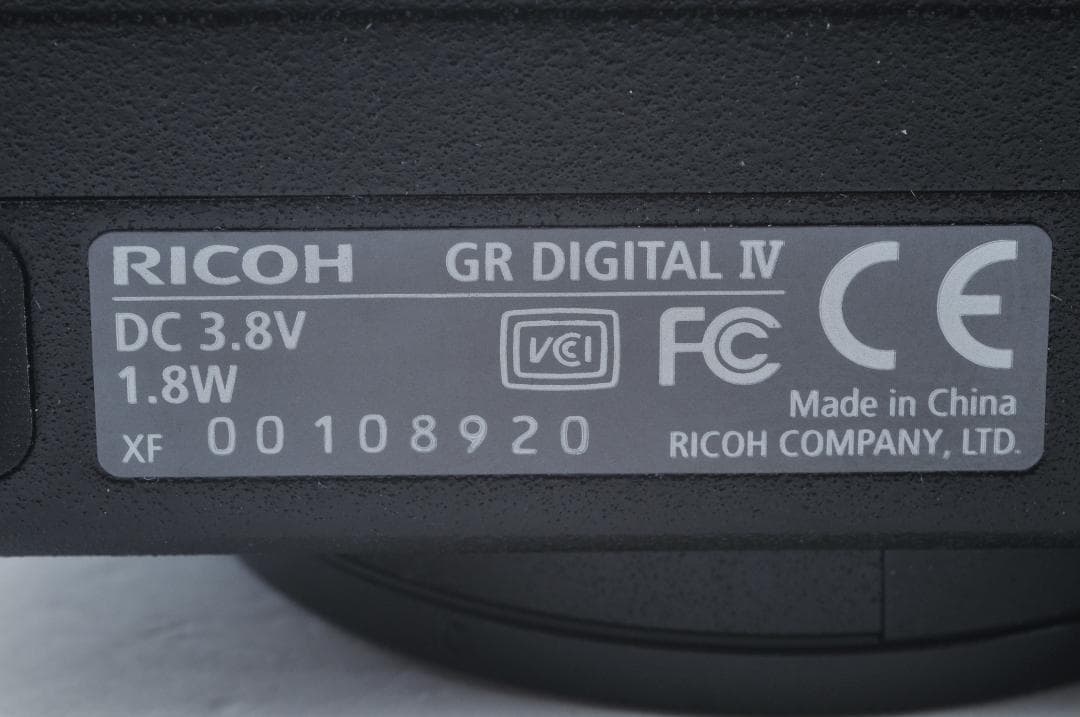 RICOH GR DIGITAL IV
DC 3.8V
1.8W
VCCI FC CE
XF 00108920
Made in China
RICOH COMPANY, LTD.